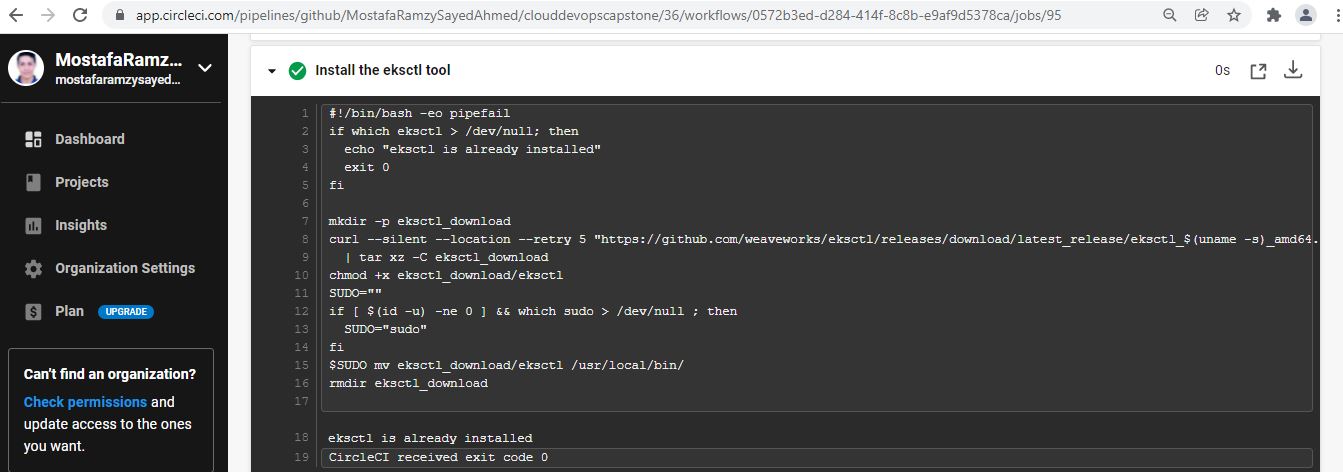 app.circleci.com/pipelines/github/MostafaRamzySayedAhmed/clouddevopscapstone/36/workflows/0572b3ed-d284-414f-8c8b-e9af9d5378ca/jobs/95
MostafaRamz...
mostafaramzysayed...
Dashboard
Projects
Insights
Organization Settings
Plan UPGRADE
Can't find an organization?
Check permissions and
update access to the ones
you want.
Install the eksctl tool 0s
1 #!/bin/bash -eo pipefail
2 if which eksctl > /dev/null; then
3 echo "eksctl is already installed"
4 exit 0
5 fi
6
7 mkdir -p eksctl_download
8 curl --silent --location --retry 5 "https://github.com/weaveworks/eksctl/releases/download/latest_release/eksctl_$(uname -s)_amd64.
9 | tar xz -C eksctl_download
10 chmod +x eksctl_download/eksctl
11 SUDO=""
12 if [ $(id -u) -ne 0 ] && which sudo > /dev/null ; then
13 SUDO="sudo"
14 fi
15 $SUDO mv eksctl_download/eksctl /usr/local/bin/
16 rmdir eksctl_download
17
18 eksctl is already installed
19 CircleCI received exit code 0